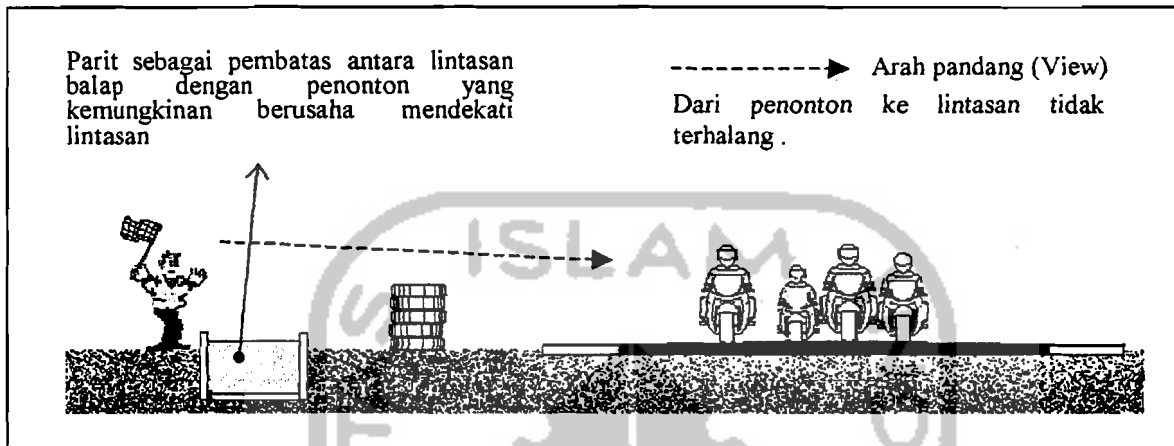 Parit sebagai pembatas antara lintasan
balap dengan penonton yang
kemungkinan berusaha mendekati
lintasan
Arah pandang (View)
Dari penonton ke lintasan tidak
terhalang .
ISLAM